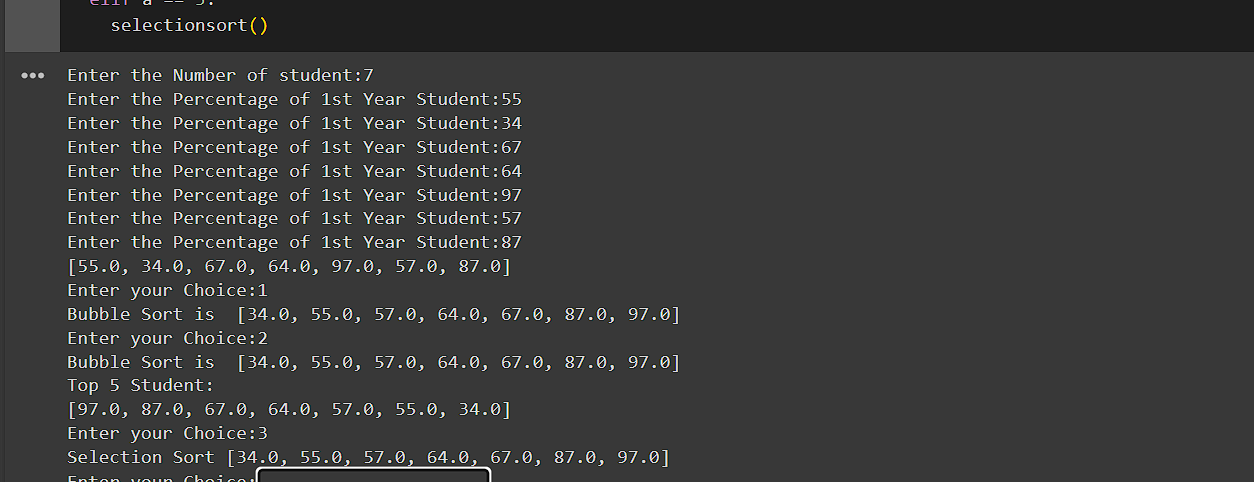 elif a == 5:
selectionsort()
Enter the Number of student:7
Enter the Percentage of 1st Year Student:55
Enter the Percentage of 1st Year Student:34
Enter the Percentage of 1st Year Student:67
Enter the Percentage of 1st Year Student:64
Enter the Percentage of 1st Year Student:97
Enter the Percentage of 1st Year Student:57
Enter the Percentage of 1st Year Student:87
[55.0, 34.0, 67.0, 64.0, 97.0, 57.0, 87.0]
Enter your Choice:1
Bubble Sort is  [34.0, 55.0, 57.0, 64.0, 67.0, 87.0, 97.0]
Enter your Choice:2
Bubble Sort is  [34.0, 55.0, 57.0, 64.0, 67.0, 87.0, 97.0]
Top 5 Student:
[97.0, 87.0, 67.0, 64.0, 57.0, 55.0, 34.0]
Enter your Choice:3
Selection Sort [34.0, 55.0, 57.0, 64.0, 67.0, 87.0, 97.0]
Enter your Choice: